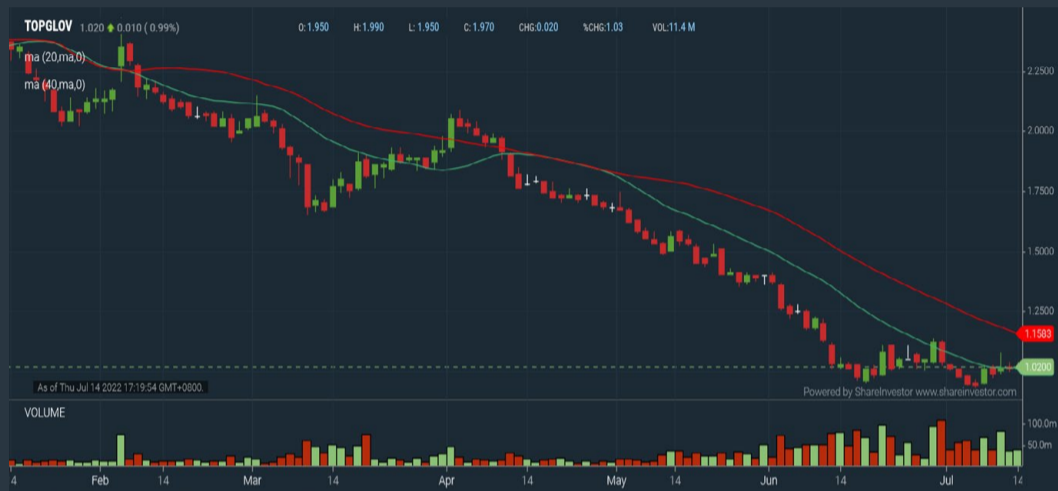 TOPGLOV 1.020 0.010 ( 0.99%) O: 1.950 H: 1.990 L: 1.950 C: 1.970 CHG:0.020 %CHG:1.03 VOL:11.4 M
ma (20,ma,0)
ma (40,ma,0)
2.2500
2.0000
1.7500
1.5000
1.2500
1.1583
1.0200
As of Thu Jul 14 2022 17:19:54 GMT+0800.
Powered by ShareInvestor www.shareinvestor.com
VOLUME
100.0m
50.0m
4 Feb 14 Mar 14 Apr 14 May 14 Jun 14 Jul 14